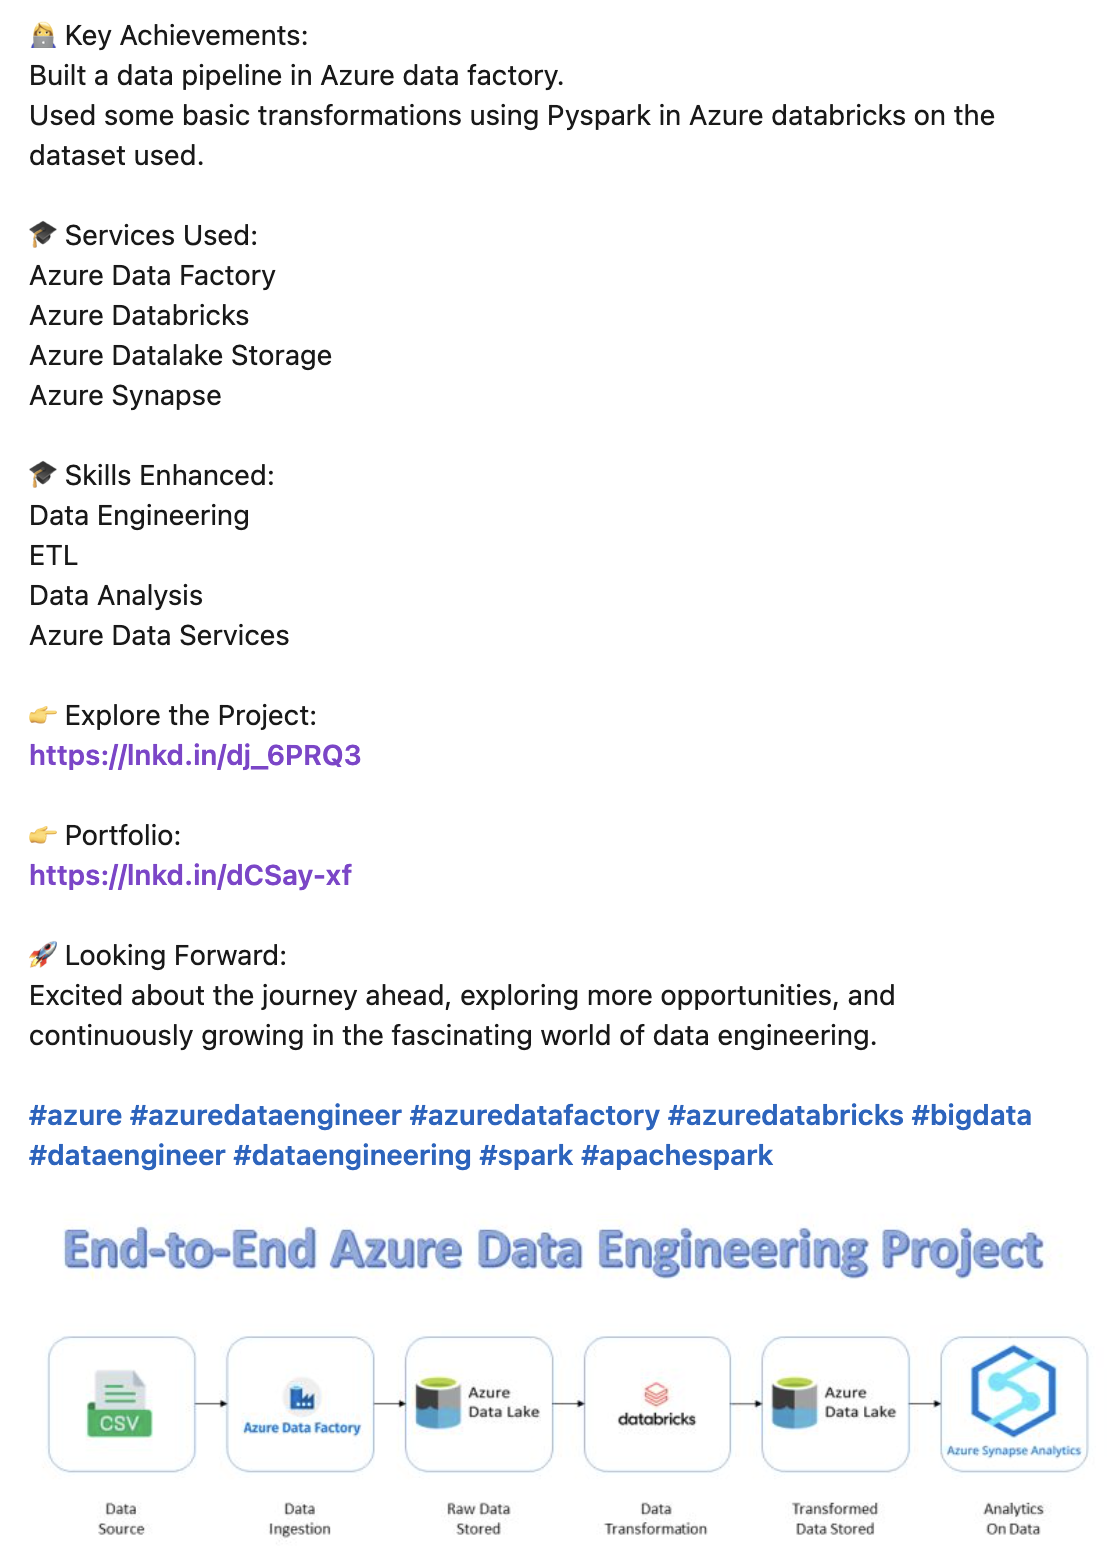 👩‍💻 Key Achievements:
Built a data pipeline in Azure data factory.
Used some basic transformations using Pyspark in Azure databricks on the
dataset used.
🎓 Services Used:
Azure Data Factory
Azure Databricks
Azure Datalake Storage
Azure Synapse
🎓 Skills Enhanced:
Data Engineering
ETL
Data Analysis
Azure Data Services
👉 Explore the Project:
https://lnkd.in/dj_6PRQ3
👉 Portfolio:
https://lnkd.in/dCSay-xf
🚀 Looking Forward:
Excited about the journey ahead, exploring more opportunities, and
continuously growing in the fascinating world of data engineering.
#azure #azuredataengineer #azuredatafactory #azuredatabricks #bigdata
#dataengineer #dataengineering #spark #apachespark
End-to-End Azure Data Engineering Project
CSV
Azure Data Factory
Azure
Data Lake
databricks
Azure
Data Lake
Azure Synapse Analytics
Data
Source
Data
Ingestion
Raw Data
Stored
Data
Transformation
Transformed
Data Stored
Analytics
On Data